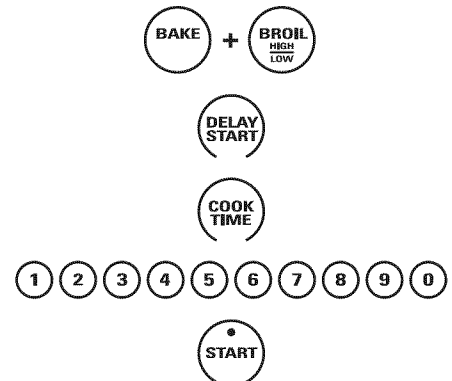 BAKE + BROIL
HIGH
LOW
DELAY
START
COOK
TIME
1 2 3 4 5 6 7 8 9 0
START